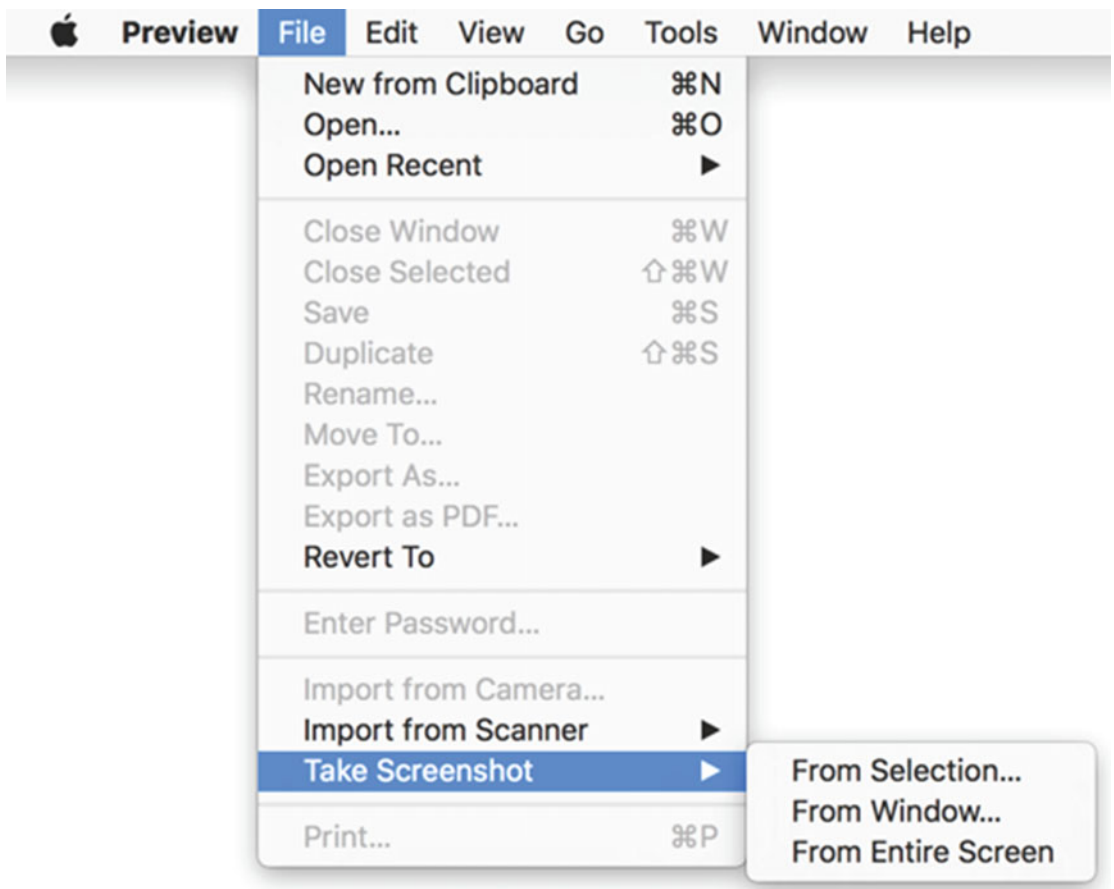 Preview File Edit View Go Tools Window Help
New from Clipboard ⌘N
Open... ⌘O
Open Recent ▶
Close Window ⌘W
Close Selected ⇧⌘W
Save ⌘S
Duplicate ⇧⌘S
Rename...
Move To...
Export As...
Export as PDF...
Revert To ▶
Enter Password...
Import from Camera...
Import from Scanner ▶
Take Screenshot ▶
From Selection...
From Window...
From Entire Screen
Print... ⌘P